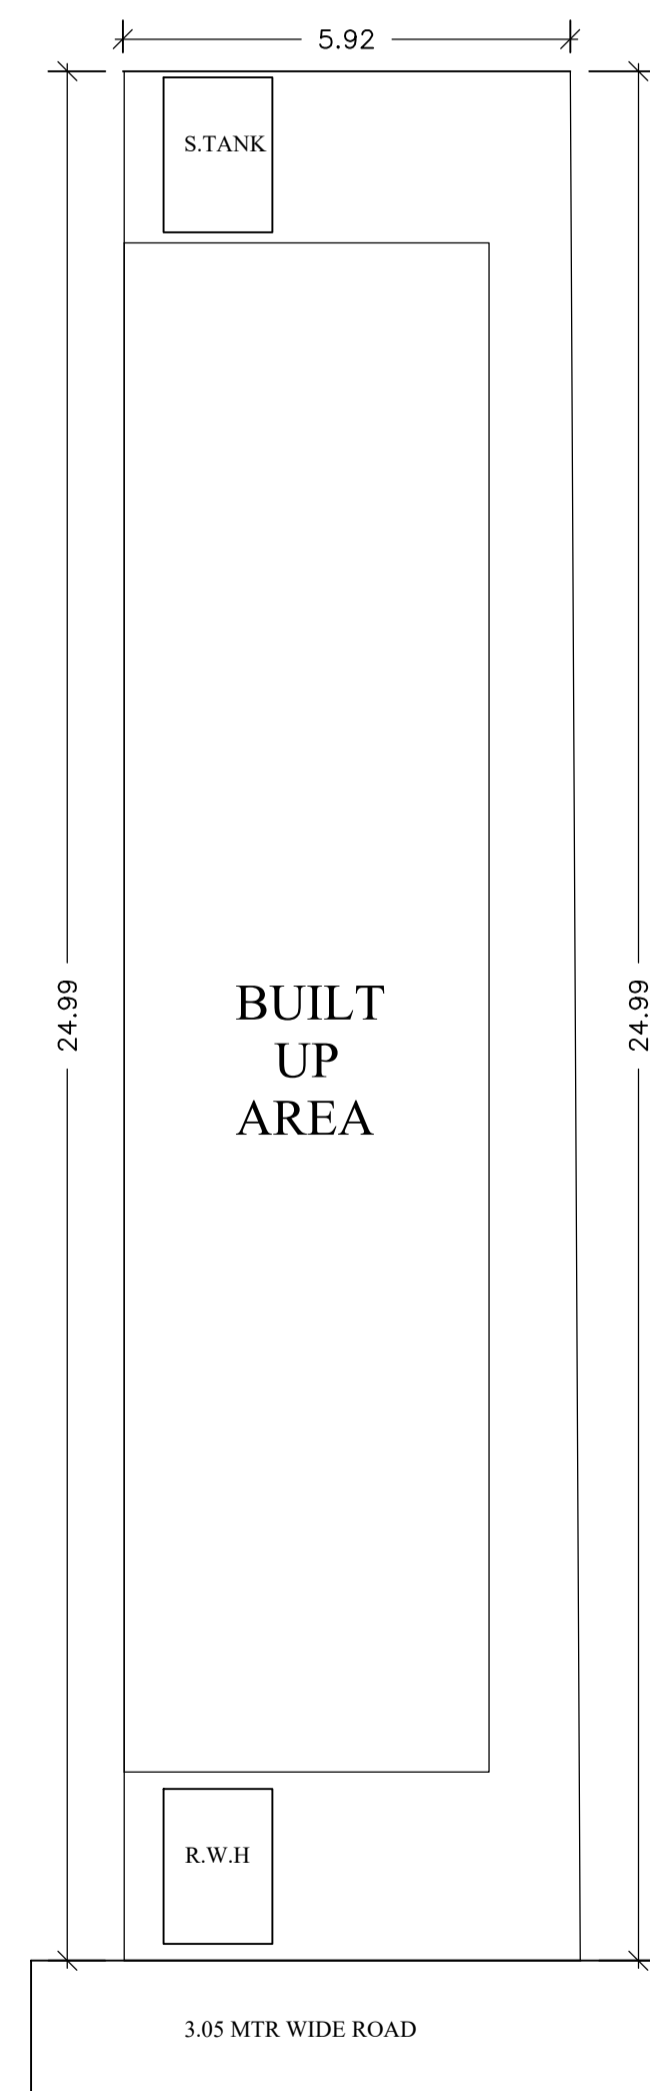 5.92
S.TANK
24.99
24.99
BUILT
UP
AREA
R.W.H
3.05 MTR WIDE ROAD